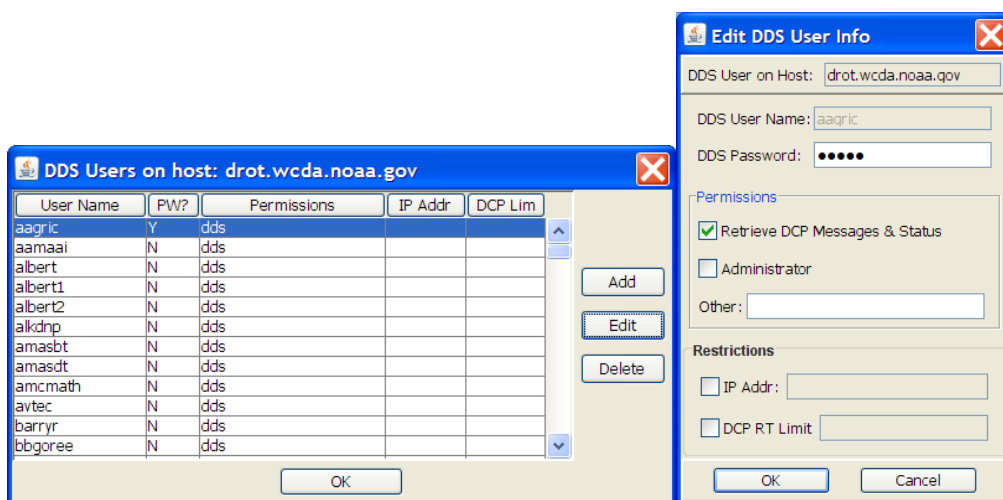 DDS Users on host: drot.wcda.noaa.gov
User Name PW? Permissions IP Addr DCP Lim
aagric Y dds
aamaai N dds
albert N dds
albert1 N dds
albert2 N dds
alkdnp N dds
amasbt N dds
amasdt N dds
amcmath N dds
avtec N dds
barryr N dds
bbgoree N dds
Add
Edit
Delete
OK
Edit DDS User Info
DDS User on Host: drot.wcda.noaa.gov
DDS User Name: aagric
DDS Password: •••••
Permissions
Retrieve DCP Messages & Status
Administrator
Other:
Restrictions
IP Addr:
DCP RT Limit
OK Cancel